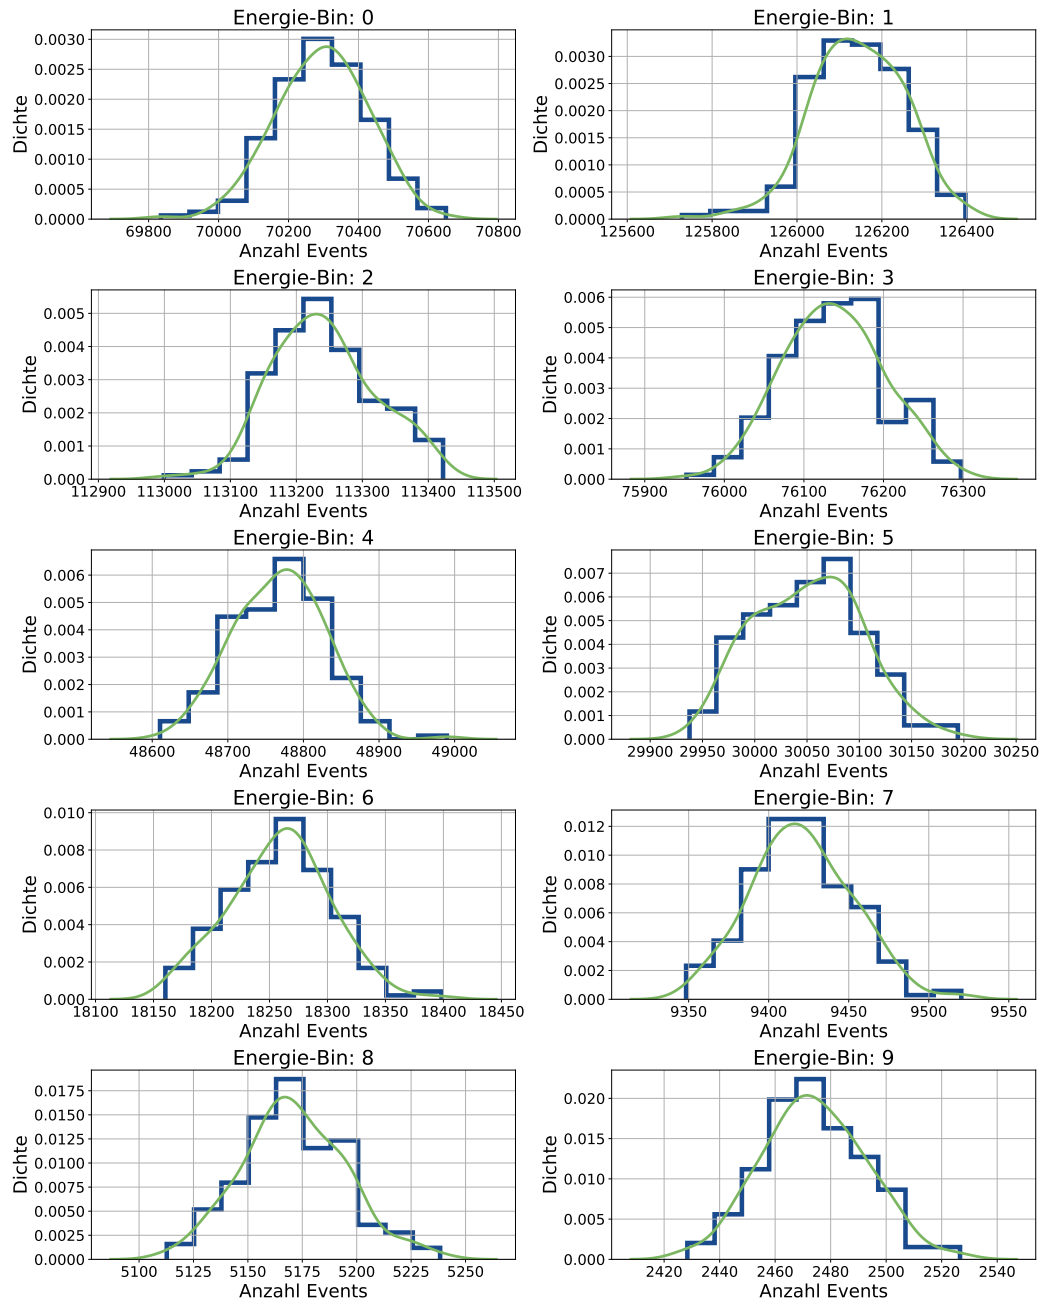 Energie-Bin: 0
Dichte
0.0030
0.0025
0.0020
0.0015
0.0010
0.0005
0.0000
69800 70000 70200 70400 70600 70800
Anzahl Events
Energie-Bin: 1
Dichte
0.0030
0.0025
0.0020
0.0015
0.0010
0.0005
0.0000
125600 125800 126000 126200 126400
Anzahl Events
Energie-Bin: 2
Dichte
0.005
0.004
0.003
0.002
0.001
0.000
112900 113000 113100 113200 113300 113400 113500
Anzahl Events
Energie-Bin: 3
Dichte
0.006
0.005
0.004
0.003
0.002
0.001
0.000
75900 76000 76100 76200 76300
Anzahl Events
Energie-Bin: 4
Dichte
0.006
0.005
0.004
0.003
0.002
0.001
0.000
48600 48700 48800 48900 49000
Anzahl Events
Energie-Bin: 5
Dichte
0.007
0.006
0.005
0.004
0.003
0.002
0.001
0.000
29900 29950 30000 30050 30100 30150 30200 30250
Anzahl Events
Energie-Bin: 6
Dichte
0.010
0.008
0.006
0.004
0.002
0.000
18100 18150 18200 18250 18300 18350 18400 18450
Anzahl Events
Energie-Bin: 7
Dichte
0.012
0.010
0.008
0.006
0.004
0.002
0.000
9350 9400 9450 9500 9550
Anzahl Events
Energie-Bin: 8
Dichte
0.0175
0.0150
0.0125
0.0100
0.0075
0.0050
0.0025
0.0000
5100 5125 5150 5175 5200 5225 5250
Anzahl Events
Energie-Bin: 9
Dichte
0.020
0.015
0.010
0.005
0.000
2420 2440 2460 2480 2500 2520 2540
Anzahl Events